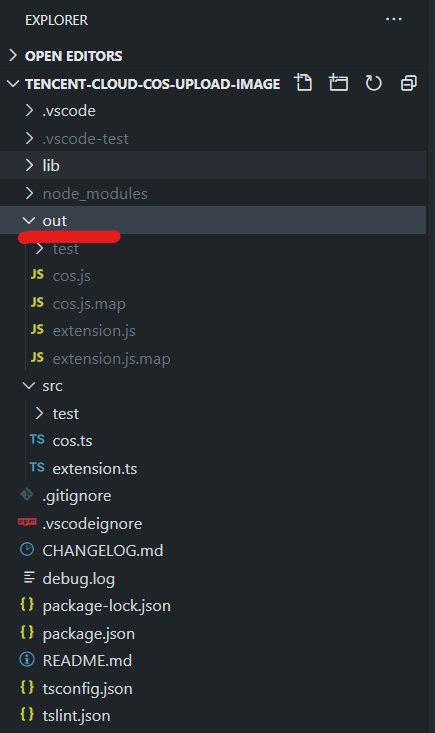 EXPLORER
OPEN EDITORS
TENCENT-CLOUD-COS-UPLOAD-IMAGE
.vscode
.vscode-test
lib
node_modules
out
test
JS cos.js
JS cos.js.map
JS extension.js
JS extension.js.map
src
test
TS cos.ts
TS extension.ts
.gitignore
.vscodeignore
CHANGELOG.md
debug.log
{} package-lock.json
{} package.json
README.md
{} tsconfig.json
{} tslint.json